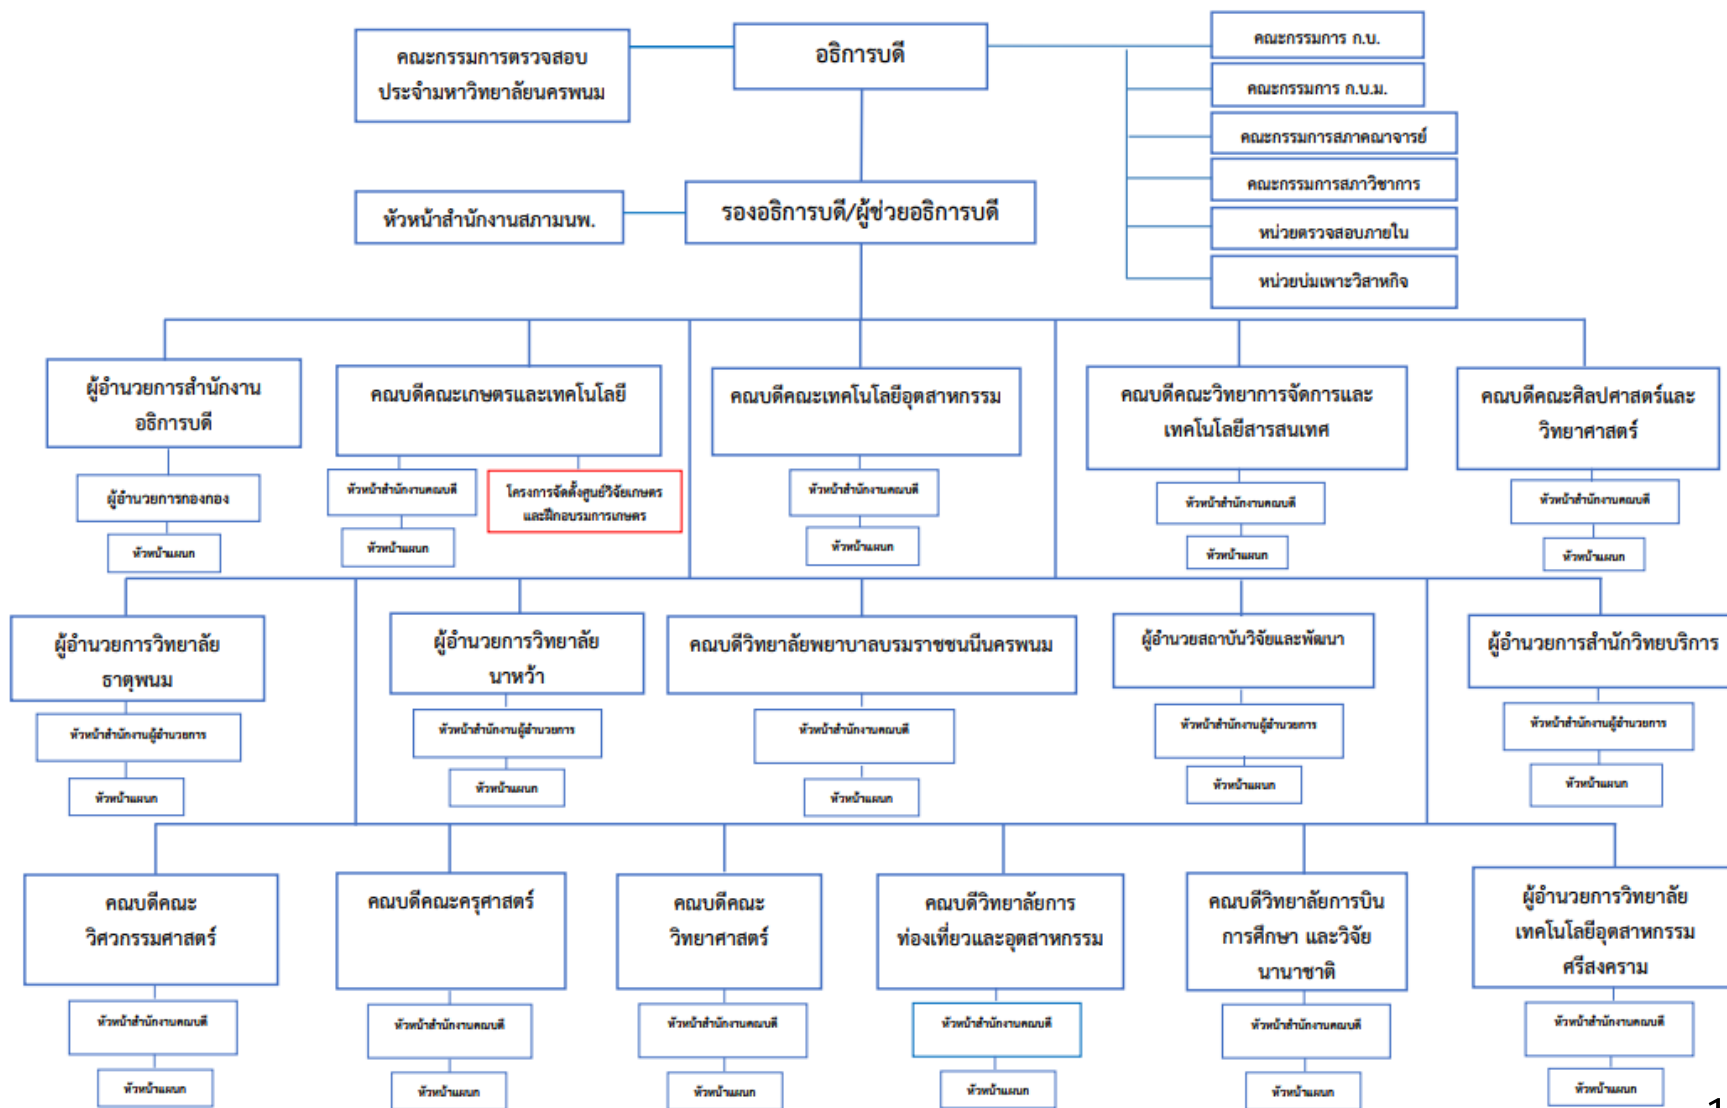 อธิการบดี
คณะกรรมการตรวจสอบ
ประจำมหาวิทยาลัยนครพนม
คณะกรรมการ ก.บ.
คณะกรรมการ ก.บ.ม.
คณะกรรมการสภาคณาจารย์
คณะกรรมการสภาวิชาการ
หน่วยตรวจสอบภายใน
หน่วยบ่มเพาะวิสาหกิจ
รองอธิการบดี/ผู้ช่วยอธิการบดี
หัวหน้าสำนักงานสภามนพ.
ผู้อำนวยการสำนักงาน
อธิการบดี
ผู้อำนวยการกองกอง
หัวหน้าแผนก
คณบดีคณะเกษตรและเทคโนโลยี
หัวหน้าสำนักงานคณบดี
หัวหน้าแผนก
โครงการจัดตั้งศูนย์วิจัยเกษตร
และฝึกอบรมการเกษตร
คณบดีคณะเทคโนโลยีอุตสาหกรรม
หัวหน้าสำนักงานคณบดี
หัวหน้าแผนก
คณบดีคณะวิทยาการจัดการและ
เทคโนโลยีสารสนเทศ
หัวหน้าสำนักงานคณบดี
หัวหน้าแผนก
คณบดีคณะศิลปศาสตร์และ
วิทยาศาสตร์
หัวหน้าสำนักงานคณบดี
หัวหน้าแผนก
ผู้อำนวยการวิทยาลัย
ธาตุพนม
หัวหน้าสำนักงานผู้อำนวยการ
หัวหน้าแผนก
ผู้อำนวยการวิทยาลัย
นาหว้า
หัวหน้าสำนักงานผู้อำนวยการ
หัวหน้าแผนก
คณบดีวิทยาลัยพยาบาลบรมราชชนนีนครพนม
หัวหน้าสำนักงานคณบดี
หัวหน้าแผนก
ผู้อำนวยสถาบันวิจัยและพัฒนา
หัวหน้าสำนักงานผู้อำนวยการ
หัวหน้าแผนก
ผู้อำนวยการสำนักวิทยบริการ
หัวหน้าสำนักงานผู้อำนวยการ
หัวหน้าแผนก
คณบดีคณะ
วิศวกรรมศาสตร์
หัวหน้าสำนักงานคณบดี
หัวหน้าแผนก
คณบดีคณะครุศาสตร์
หัวหน้าสำนักงานคณบดี
หัวหน้าแผนก
คณบดีคณะ
วิทยาศาสตร์
หัวหน้าสำนักงานคณบดี
หัวหน้าแผนก
คณบดีวิทยาลัยการ
ท่องเที่ยวและอุตสาหกรรม
หัวหน้าสำนักงานคณบดี
หัวหน้าแผนก
คณบดีวิทยาลัยการบิน
การศึกษา และวิจัย
นานาชาติ
หัวหน้าสำนักงานคณบดี
หัวหน้าแผนก
ผู้อำนวยการวิทยาลัย
เทคโนโลยีอุตสาหกรรม
ศรีสงคราม
หัวหน้าสำนักงานคณบดี
หัวหน้าแผนก